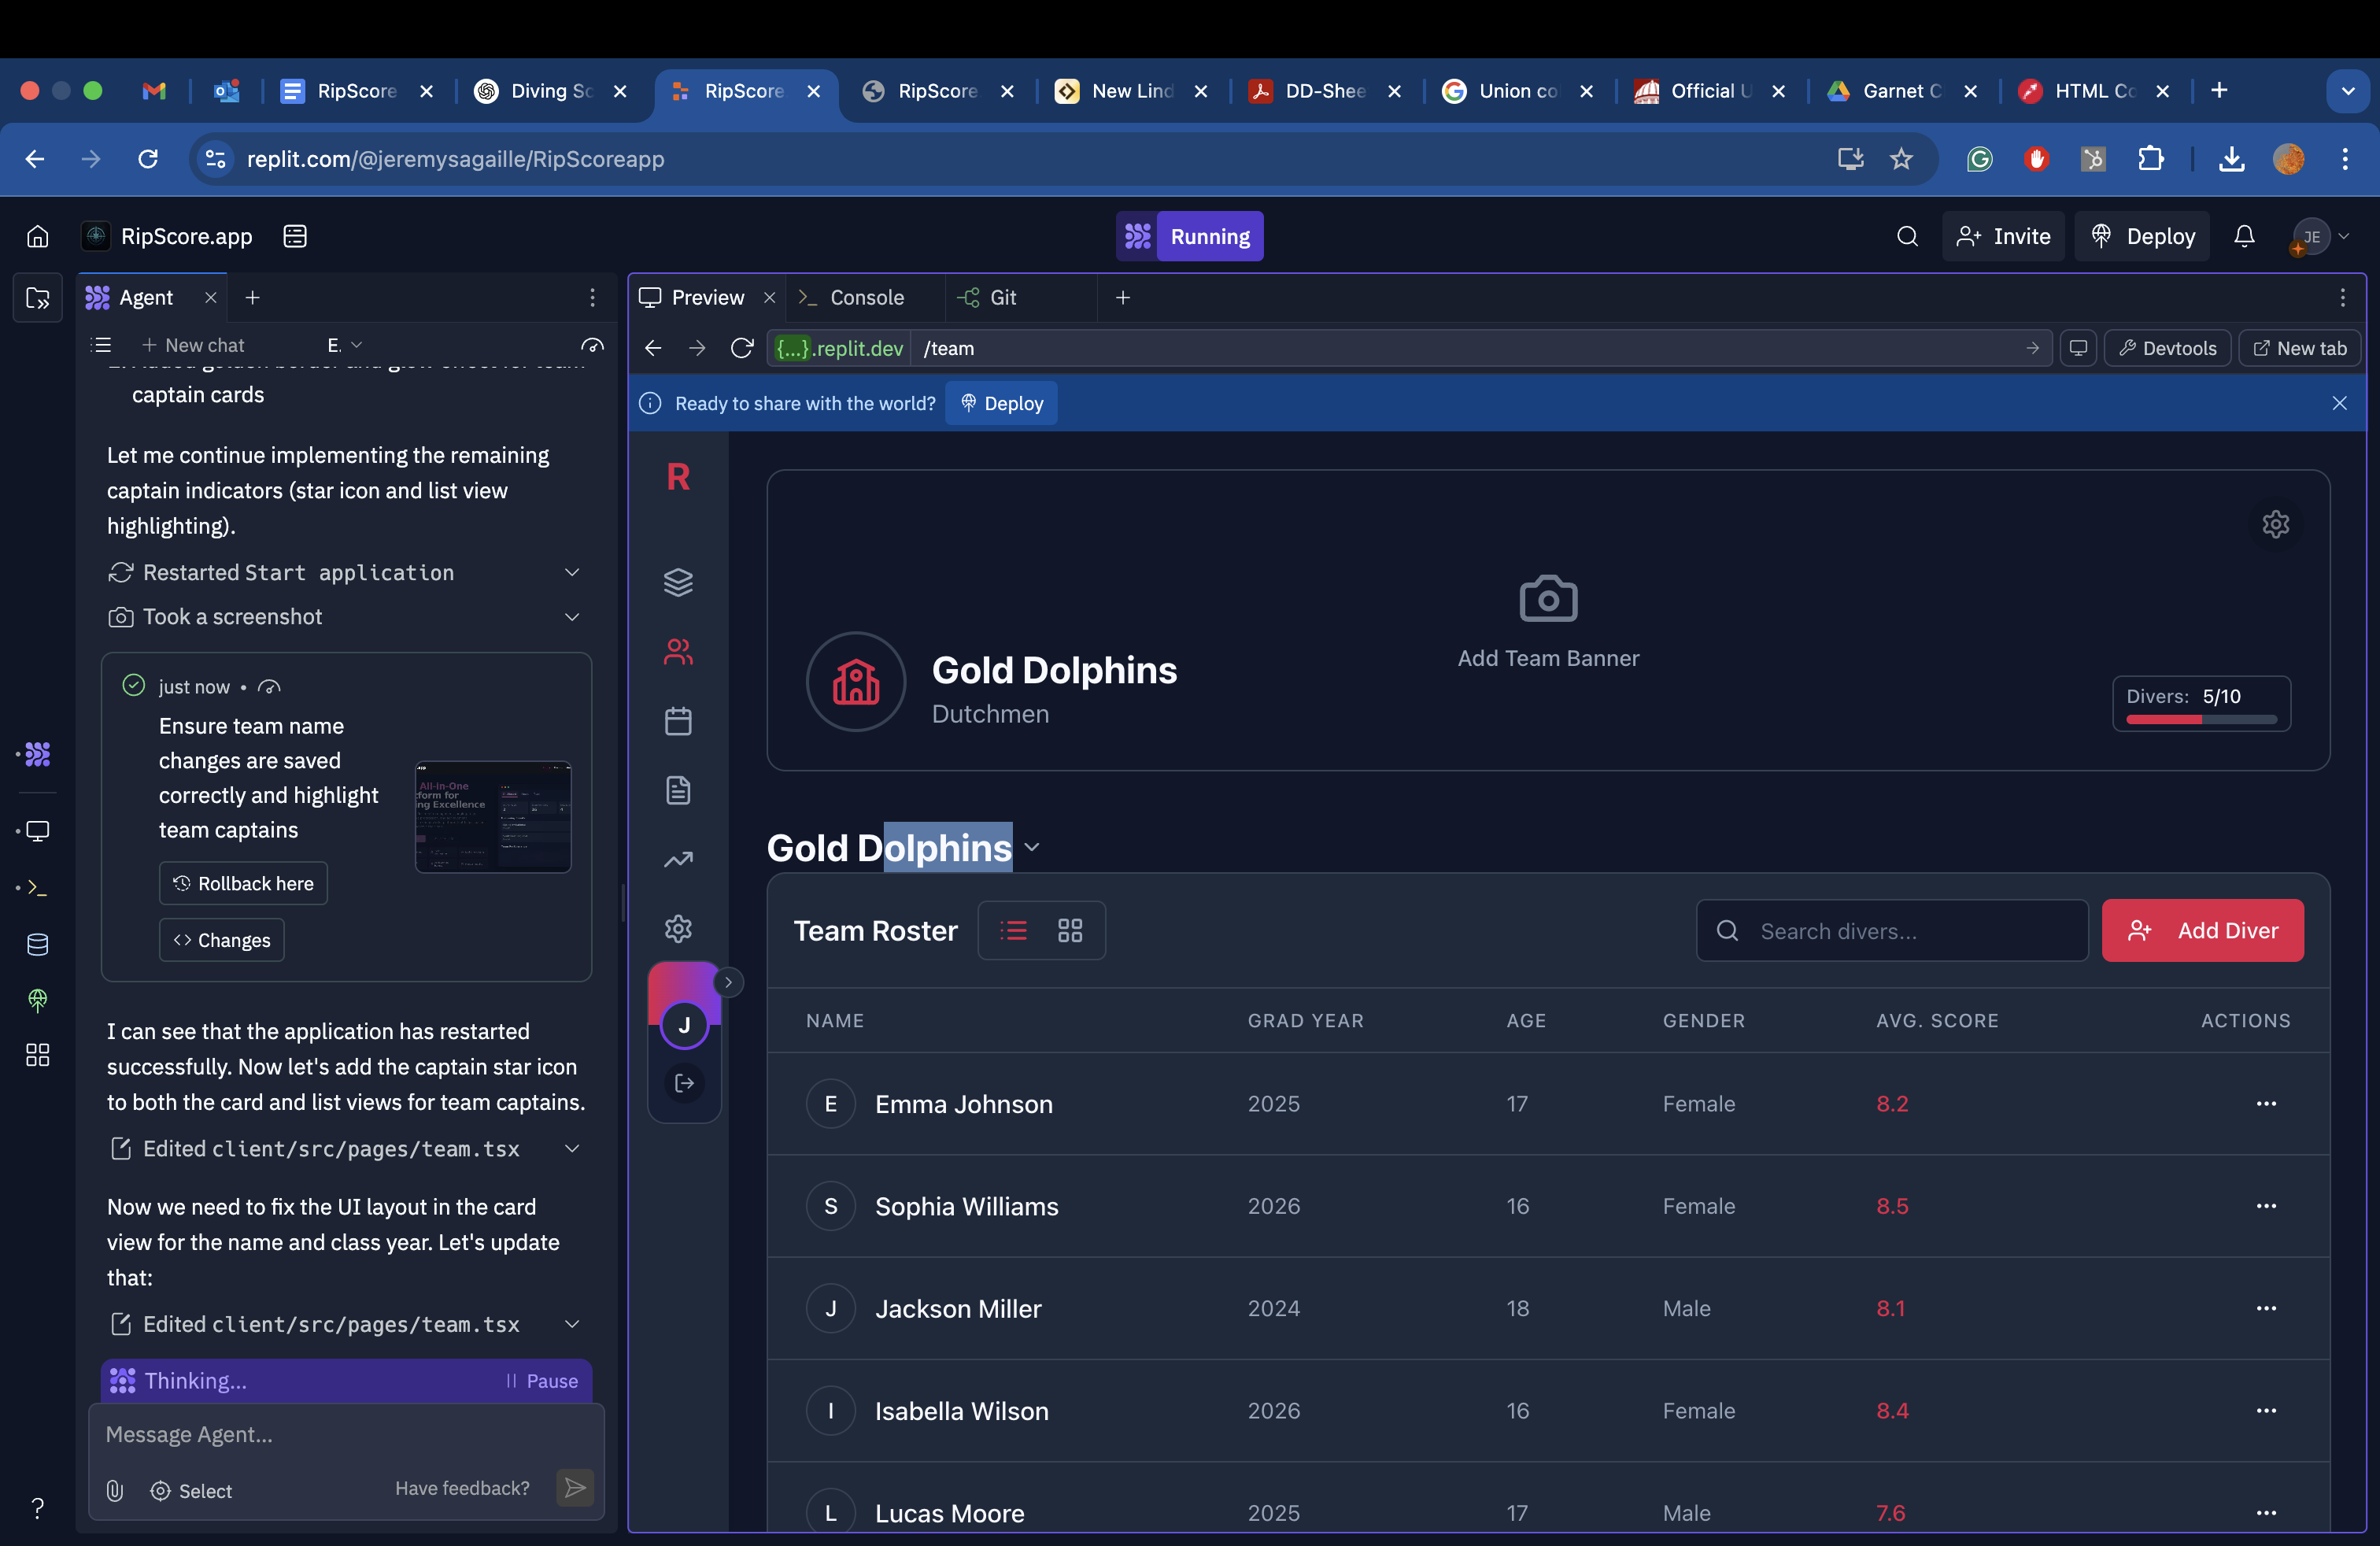 RipScore
Diving Sc
RipScore
RipScore
New Lind
DD-Shee
Union co
Official U
Garnet C
HTML Co
replit.com/@jeremysagaille/RipScoreapp
RipScore.app
Running
Invite
Deploy
JE
Agent
Preview
Console
Git
New chat
E.
{...}.replit.dev
/team
Devtools
New tab
captain cards
Ready to share with the world?
Deploy
Let me continue implementing the remaining
captain indicators (star icon and list view
highlighting).
Restarted Start application
Took a screenshot
just now •
Ensure team name
changes are saved
correctly and highlight
team captains
All-in-One
Rollback here
Changes
I can see that the application has restarted
successfully. Now let's add the captain star icon
to both the card and list views for team captains.
Edited client/src/pages/team.tsx
Now we need to fix the UI layout in the card
view for the name and class year. Let's update
that:
Edited client/src/pages/team.tsx
Thinking...
Pause
Message Agent...
Select
Have feedback?
?
R
J
Add Team Banner
Gold Dolphins
Dutchmen
Divers: 5/10
Gold Dolphins
Team Roster
Search divers...
Add Diver
NAME GRAD YEAR AGE GENDER AVG. SCORE ACTIONS
E Emma Johnson 2025 17 Female 8.2 ...
S Sophia Williams 2026 16 Female 8.5 ...
J Jackson Miller 2024 18 Male 8.1 ...
I Isabella Wilson 2026 16 Female 8.4 ...
L Lucas Moore 2025 17 Male 7.6 ...